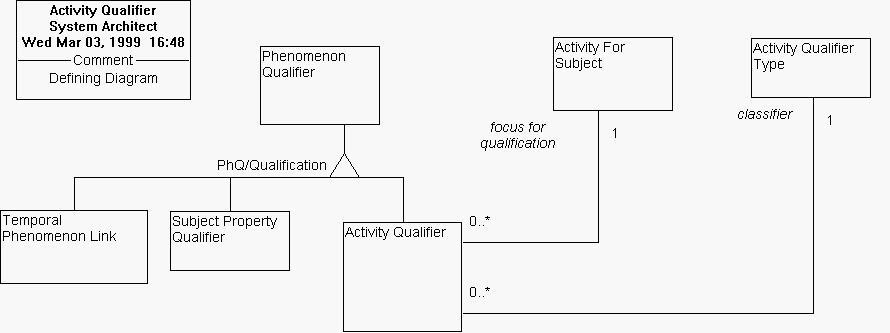 Activity Qualifier
System Architect
Wed Mar 03, 1999  16:48
Comment
Defining Diagram
Phenomenon
Qualifier
Activity For
Subject
Activity Qualifier
Type
focus for
qualification
1
classifier
1
PhQ/Qualification
Temporal
Phenomenon Link
Subject Property
Qualifier
Activity Qualifier
0..*
0..*